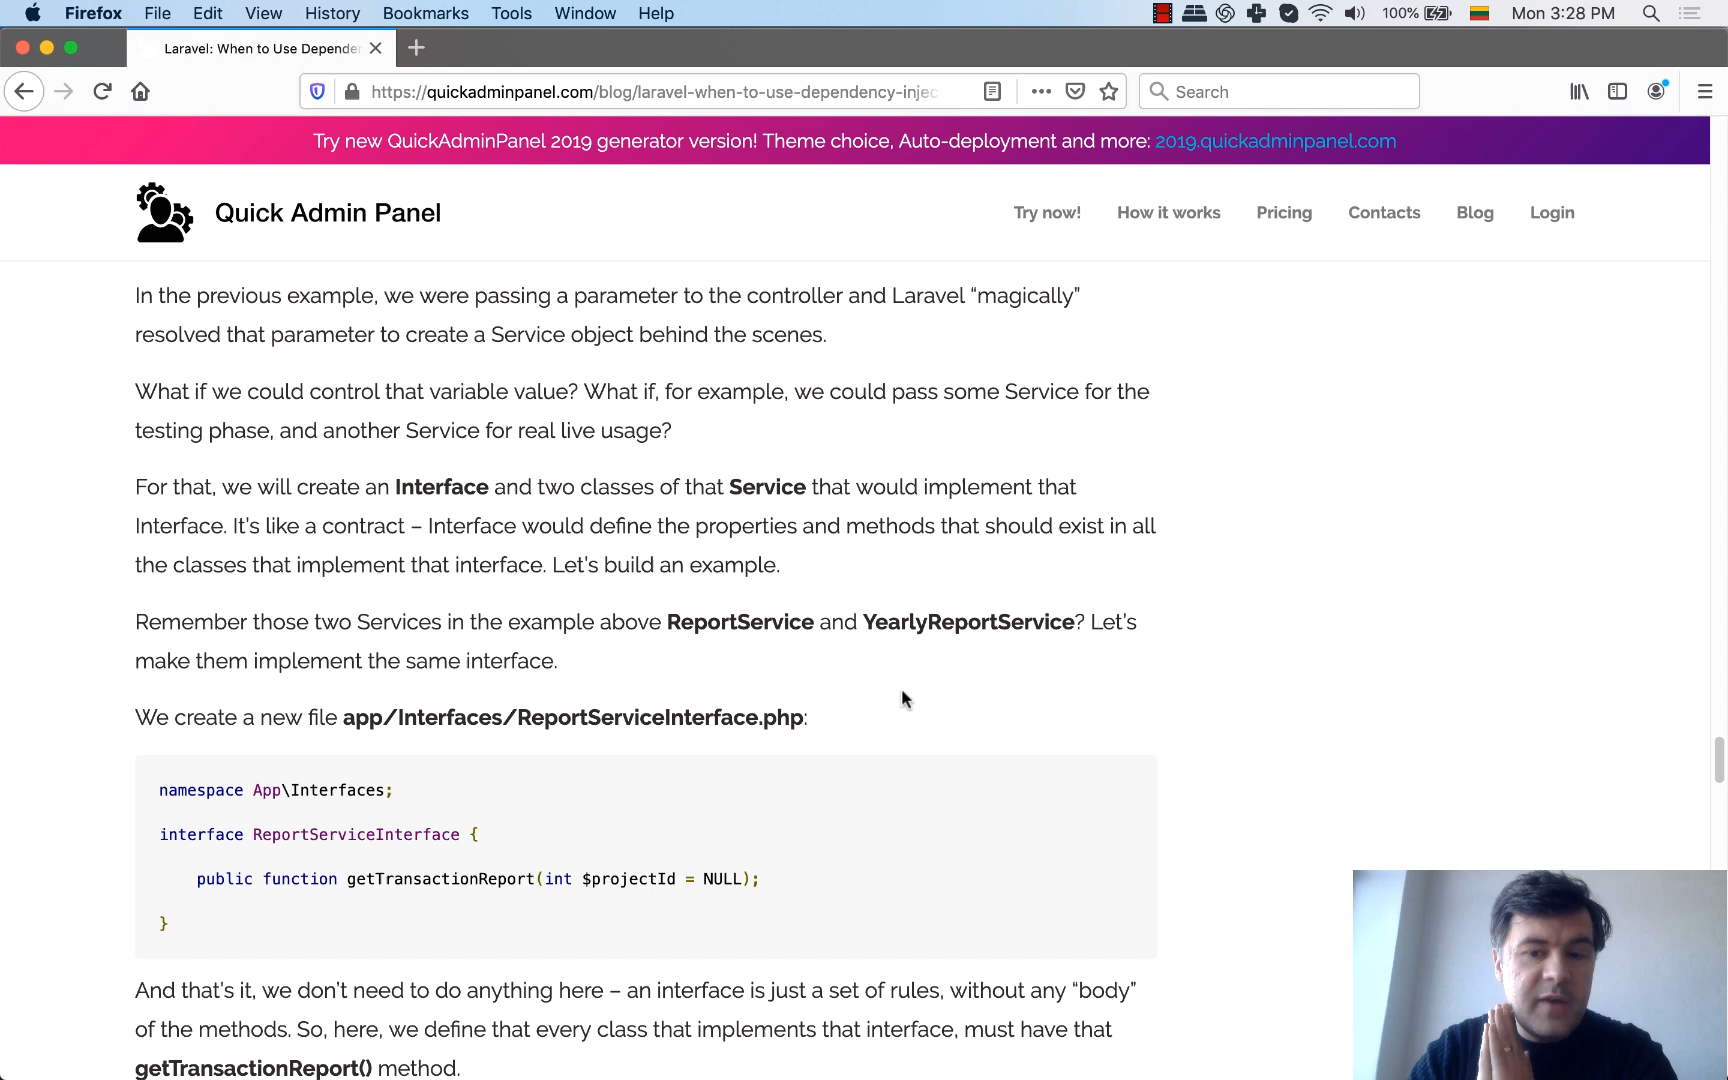 Firefox File Edit View History Bookmarks Tools Window Help 100% Mon 3:28 PM
Laravel: When to Use Depender
https://quickadminpanel.com/blog/laravel-when-to-use-dependency-injec Search
Try new QuickAdminPanel 2019 generator version! Theme choice, Auto-deployment and more: 2019.quickadminpanel.com
Quick Admin Panel Try now! How it works Pricing Contacts Blog Login
In the previous example, we were passing a parameter to the controller and Laravel “magically”
resolved that parameter to create a Service object behind the scenes.
What if we could control that variable value? What if, for example, we could pass some Service for the
testing phase, and another Service for real live usage?
For that, we will create an Interface and two classes of that Service that would implement that
Interface. It’s like a contract – Interface would define the properties and methods that should exist in all
the classes that implement that interface. Let’s build an example.
Remember those two Services in the example above ReportService and YearlyReportService? Let’s
make them implement the same interface.
We create a new file app/Interfaces/ReportServiceInterface.php:
namespace App\Interfaces;
interface ReportServiceInterface {
public function getTransactionReport(int $projectId = NULL);
}
And that’s it, we don’t need to do anything here – an interface is just a set of rules, without any “body”
of the methods. So, here, we define that every class that implements that interface, must have that
getTransactionReport() method.